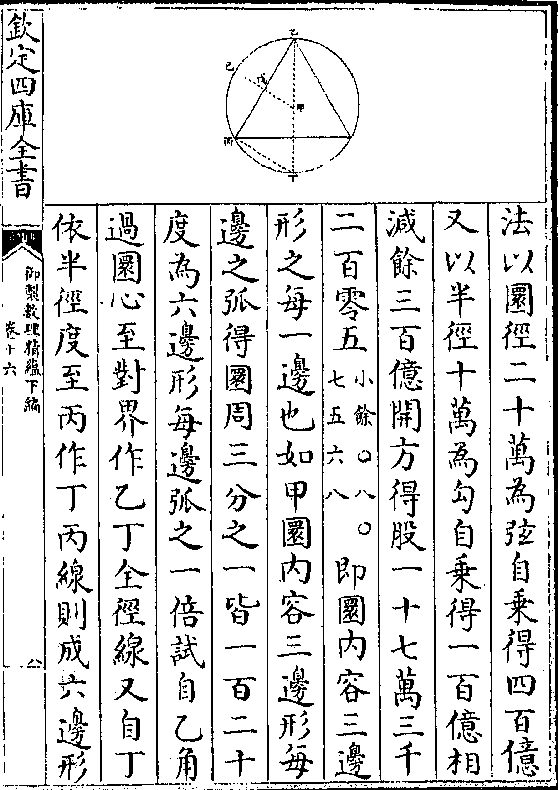 欽定四庫全書
御製數理精蘊下編
卷十六
八
乙
己
戊
甲
丙
丁
法以圜徑二十萬為弦自乗得四百億
又以半徑十萬為勾自乗得一百億相
減餘三百億開方得股一十七萬三千
二百零五小餘〇八〇七五六八即圜内容三邊
形之每一邊也如甲圜内容三邊形每
邊之弧得圜周三分之一皆一百二十
度為六邊形每邊弧之一倍試自乙角
過圜心至對界作乙丁全徑線又自丁
依半徑度至丙作丁丙線則成六邊形